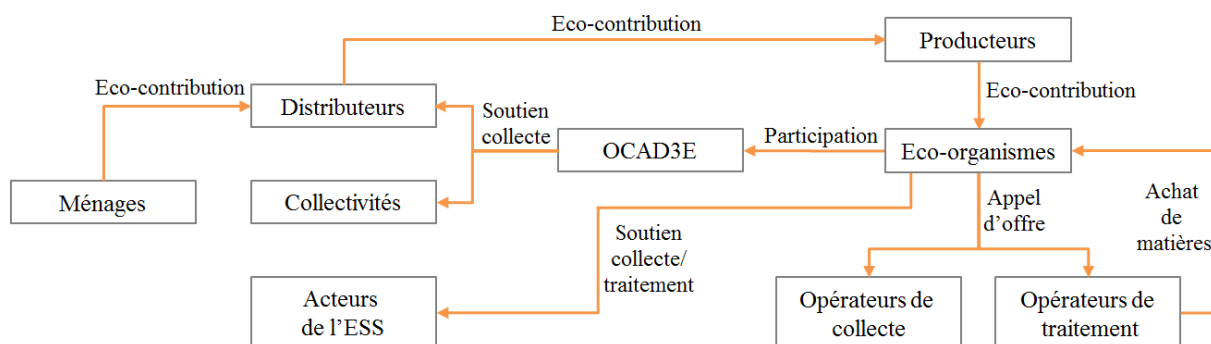 Eco-contribution
Producteurs
Eco-contribution
Distributeurs
Eco-contribution
Soutien
collecte
OCAD3E
Participation
Eco-organismes
Ménages
Collectivités
Appel
d’offre
Achat
de
matières
Soutien
collecte/
traitement
Acteurs
de l’ESS
Opérateurs de
collecte
Opérateurs de
traitement